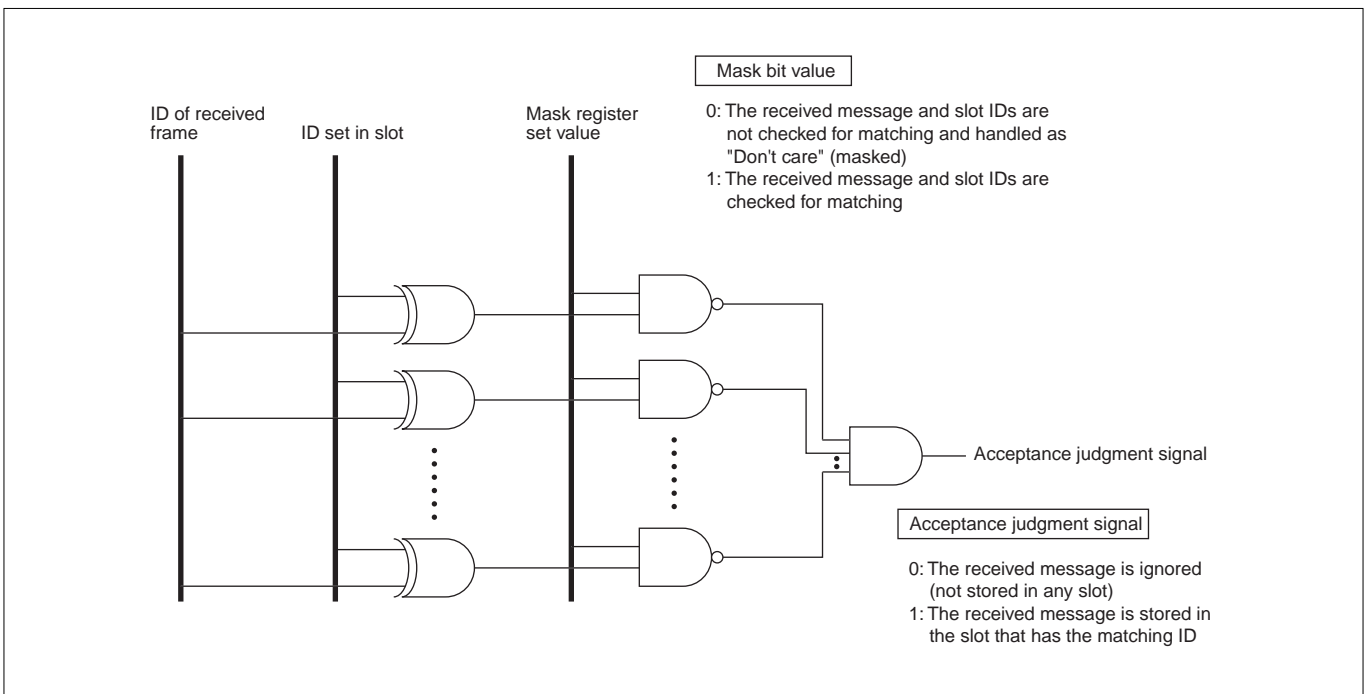 Mask bit value
0: The received message and slot IDs are
not checked for matching and handled as
"Don't care" (masked)
1: The received message and slot IDs are
checked for matching
ID of received
frame
ID set in slot
Mask register
set value
Acceptance judgment signal
Acceptance judgment signal
0: The received message is ignored
(not stored in any slot)
1: The received message is stored in
the slot that has the matching ID